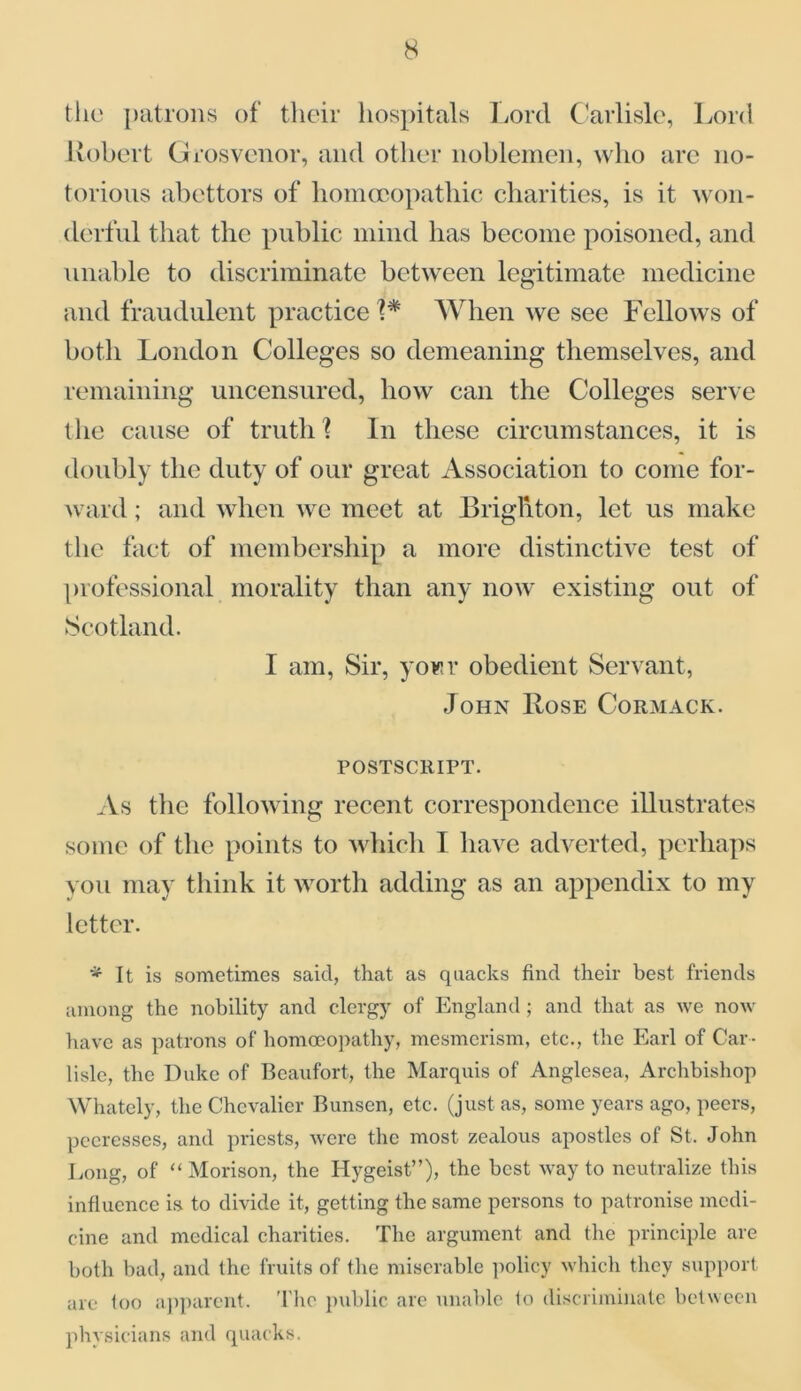 8
the patrons of their hospitals Lord Carlisle, Lord
Robert Grosvenor, and other noblemen, who are no-
torious abettors of homœopathic charities, is it won-
derful that the public mind has become poisoned, and
unable to discriminate between legitimate medicine
and fraudulent practice?* When we see Fellows of
both London Colleges so demeaning themselves, and
remaining uncensured, how can the Colleges serve
the cause of truth? In these circumstances, it is
doubly the duty of our great Association to come for-
ward; and when we meet at Brighton, let us make
the fact of membership a more distinctive test of
professional morality than any now existing out of
Scotland.
I am, Sir, your obedient Servant,
John Rose Cormack.
POSTSCRIPT.
As the following recent correspondence illustrates
some of the points to which I have adverted, perhaps
you may think it worth adding as an appendix to my
letter.
* It is sometimes said, that as quacks find their best friends
among the nobility and clergy of England; and that as we now
have as patrons of homœopathy, mesmerism, etc., the Earl of Car-
lisle, the Duke of Beaufort, the Marquis of Anglesea, Archbishop
Whately, the Chevalier Bunsen, etc. (just as, some years ago, peers,
peeresses, and priests, were the most zealous apostles of St. John
Long, of “Morison, the Hygeist”), the best way to neutralize this
influence is to divide it, getting the same persons to patronise medi-
cine and medical charities. The argument and the principle are
both bad, and the fruits of the miserable policy which they support
are too apparent. The public are unable to discriminate between
physicians and quacks.